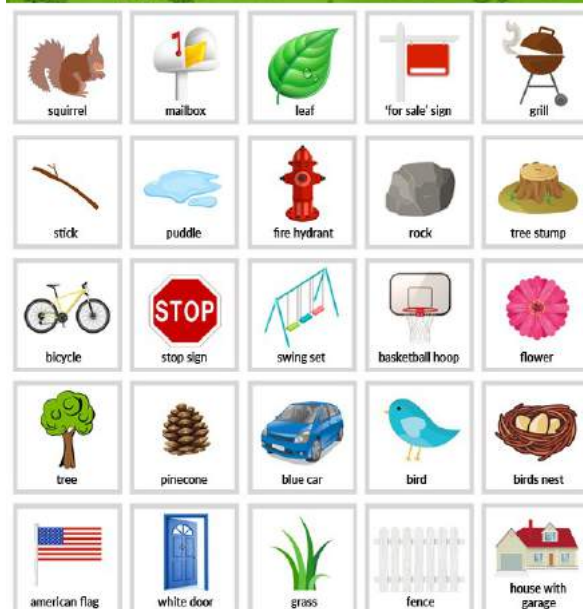 squirrel
mailbox
leaf
'for sale' sign
grill
stick
puddle
fire hydrant
rock
tree stump
bicycle
STOP
stop sign
swing set
basketball hoop
flower
tree
pinecone
blue car
bird
birds nest
american flag
white door
grass
fence
house with
garage